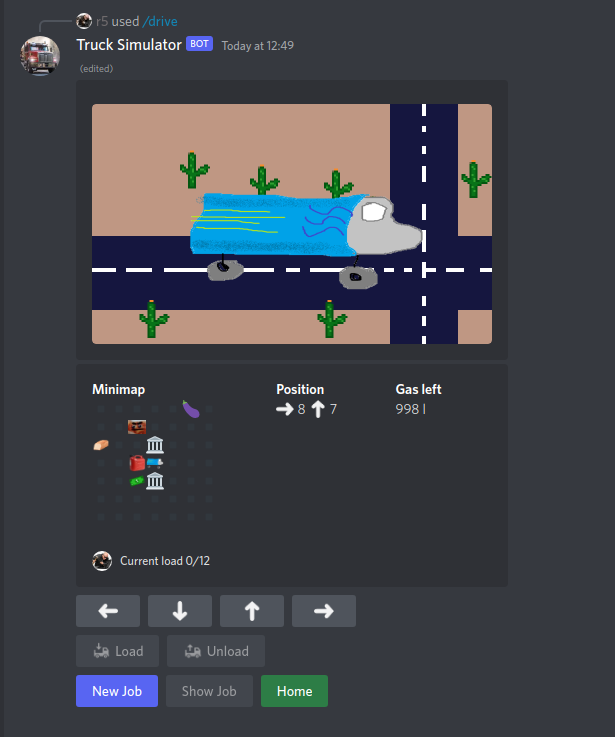 r5 used /drive
Truck Simulator BOT Today at 12:49
(edited)
Minimap Position Gas left
8 7 998 l
Current load 0/12
Load Unload
New Job Show Job Home